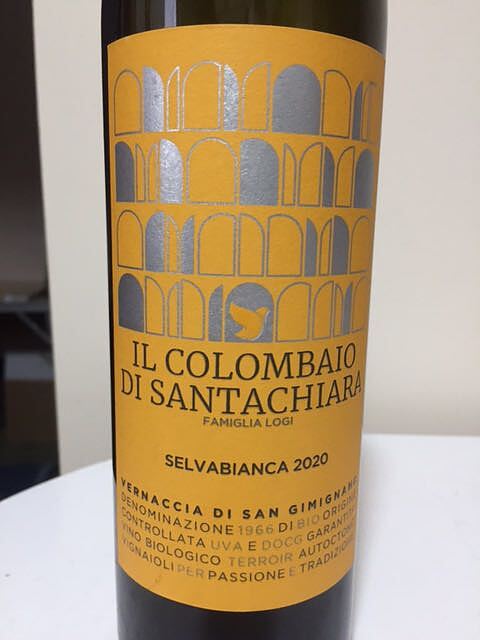 IL COLOMBAIO
DI SANTACHIARA
FAMIGLIA LOGI
SELVABIANCA 2020
VERNACCIA DI SAN GIMIGNANO
DENOMINAZIONE 1966 DI BIO ORIGINE
CONTROLLATA UVA E DOCG GARANTITA
VINO BIOLOGICO TERROIR AUTOCTONO
VIGNAIOLI PER PASSIONE E TRADIZIONE